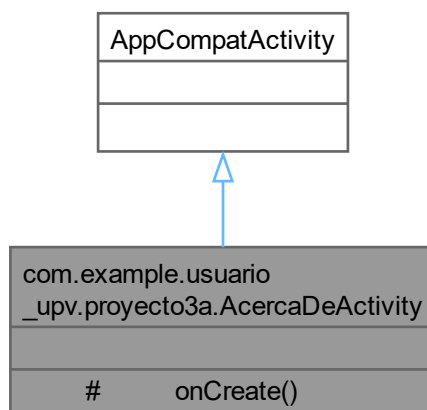 AppCompatActivity
com.example.usuario
_upv.proyecto3a.AcercaDeActivity
# onCreate()